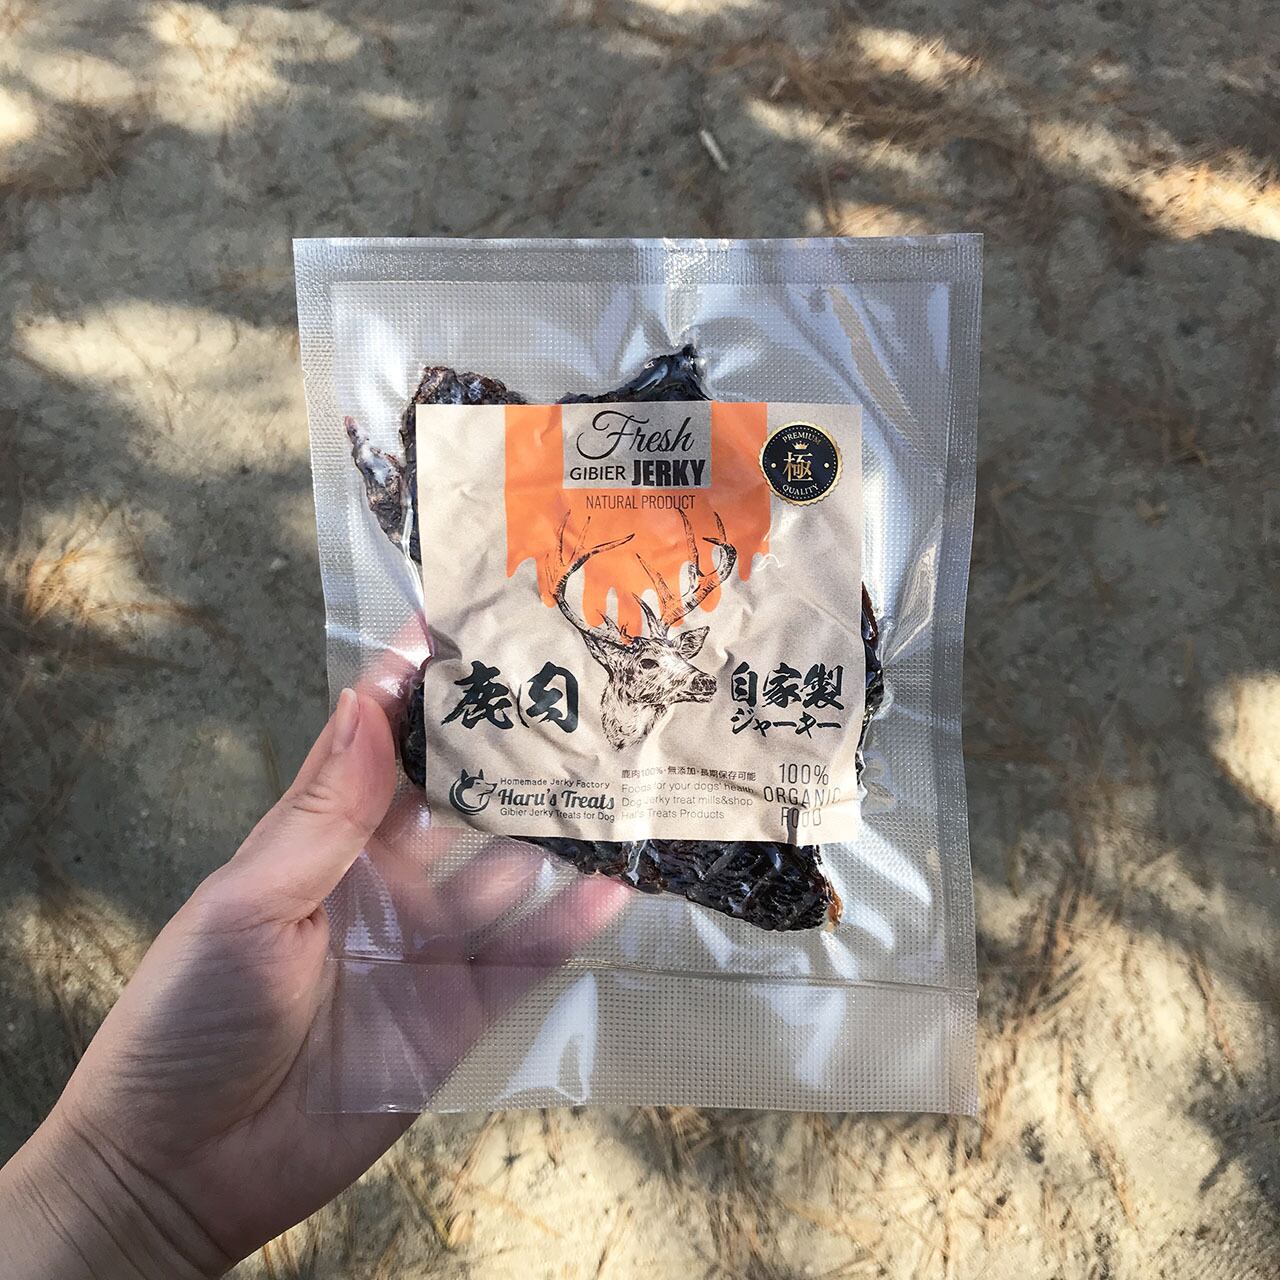 Fresh
GIBIER JERKY
NATURAL PRODUCT
PREMIUM
極
QUALITY
鹿肉
自家製
ジャーキー
Homemade Jerky Factory
Haru's Treats
Gibier Jerky Treats for Dog
鹿肉100%・無添加・長期保存可能
Foods for your dogs' health
Dog Jerky treat mills&shop
Haru's Treats Products
100%
ORGANIC
FOOD